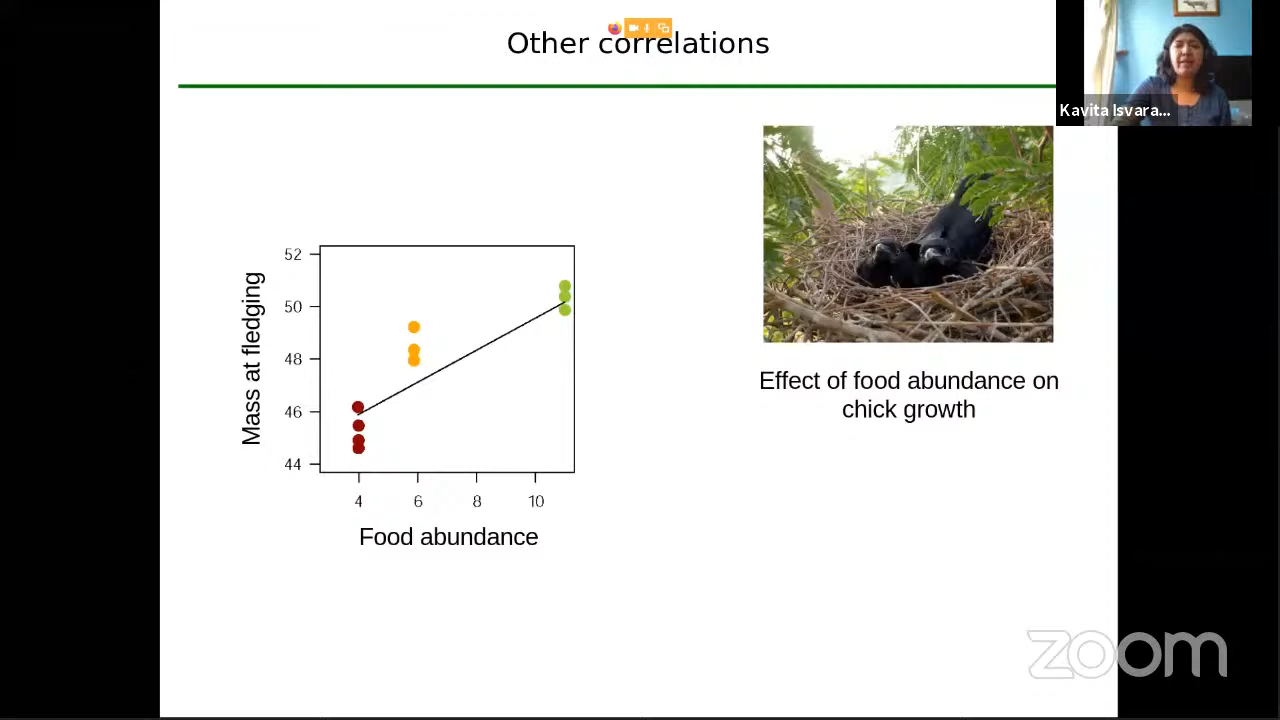 Other correlations
Kavita Isvara...
52
50
48
46
44
Mass at fledging
4 6 8 10
Food abundance
Effect of food abundance on
chick growth
zoom